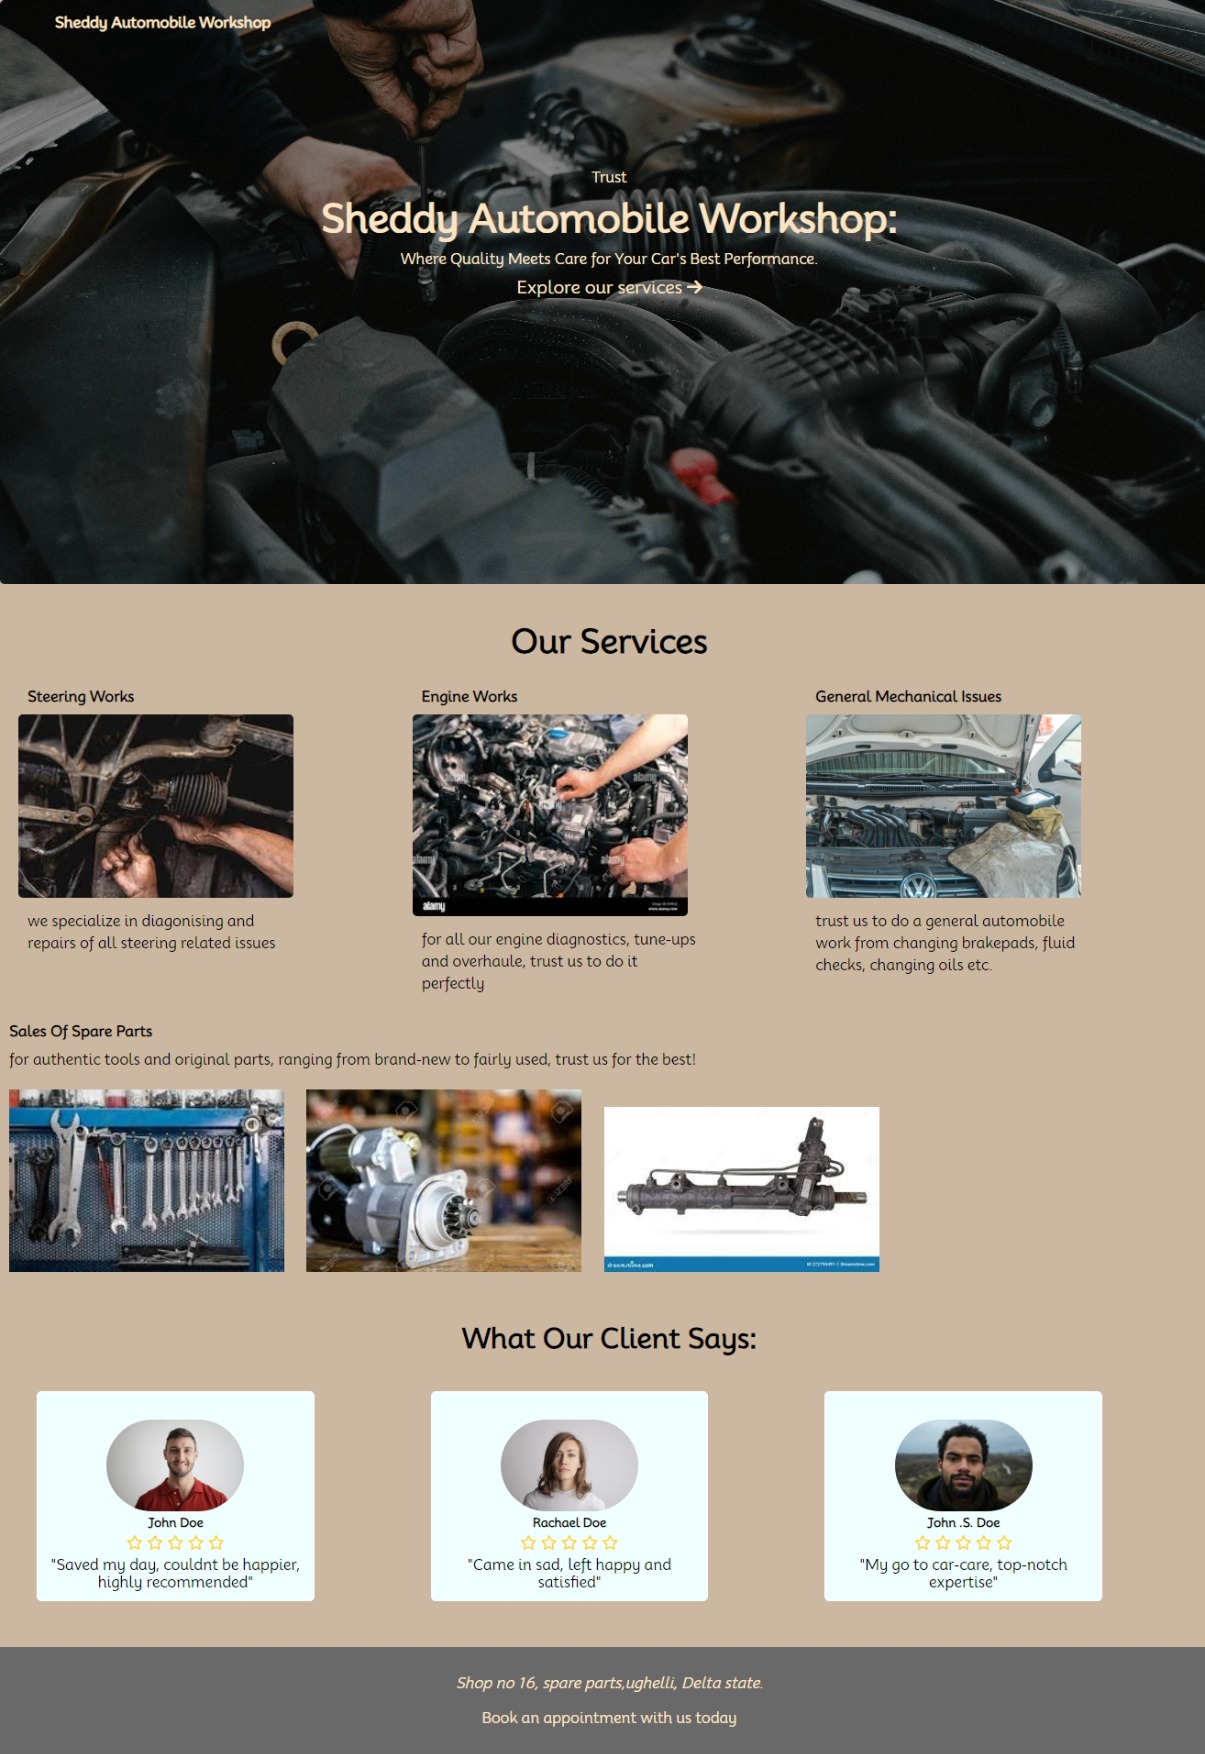 Sheddy Automobile Workshop
Trust
Sheddy Automobile Workshop:
Where Quality Meets Care for Your Car's Best Performance.
Explore our services
Our Services
Steering Works
Engine Works
General Mechanical Issues
alamy
alamy
alamy
alamy
alamy
we specialize in diagonising and
repairs of all steering related issues
for all our engine diagnostics, tune-ups
and overhaule, trust us to do it
perfectly
trust us to do a general automobile
work from changing brakepads, fluid
checks, changing oils etc.
Sales Of Spare Parts
for authentic tools and original parts, ranging from brand-new to fairly used, trust us for the best!
dreamstime.com
What Our Client Says:
John Doe
"Saved my day, couldnt be happier,
highly recommended"
Rachael Doe
"Came in sad, left happy and
satisfied"
John .S. Doe
"My go to car-care, top-notch
expertise"
Shop no 16, spare parts,ughelli, Delta state.
Book an appointment with us today